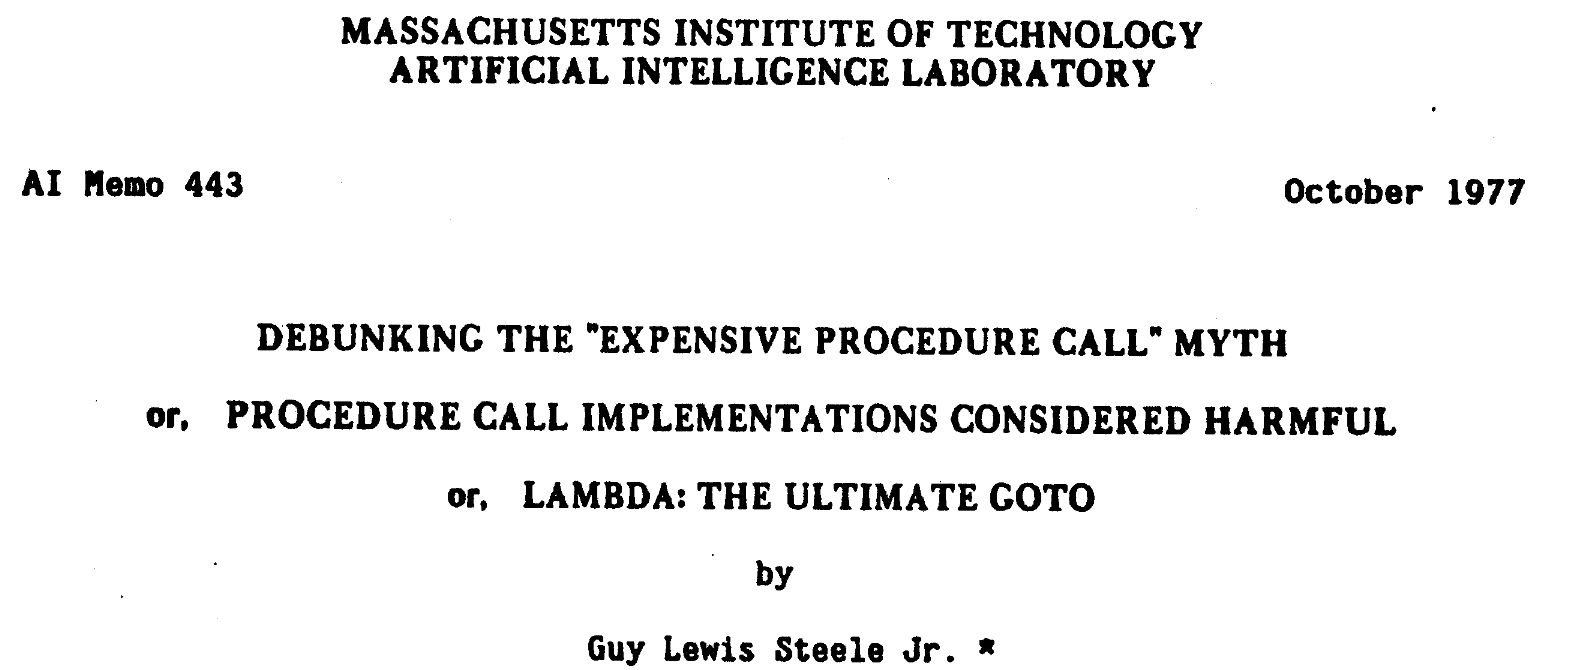 MASSACHUSETTS INSTITUTE OF TECHNOLOGY
ARTIFICIAL INTELLIGENCE LABORATORY
AI Memo 443 October 1977
DEBUNKING THE "EXPENSIVE PROCEDURE CALL" MYTH
or, PROCEDURE CALL IMPLEMENTATIONS CONSIDERED HARMFUL
or, LAMBDA: THE ULTIMATE GOTO
by
Guy Lewis Steele Jr. *